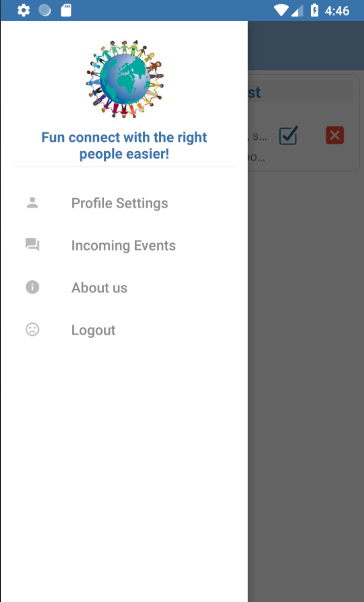 4:46
Fun connect with the right
people easier!
st
s...
Profile Settings
Incoming Events
About us
Logout